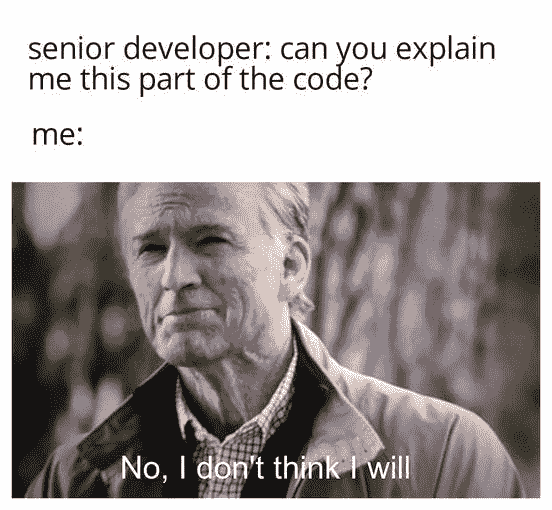 senior developer: can you explain
me this part of the code?
me:
No, I don't think I will